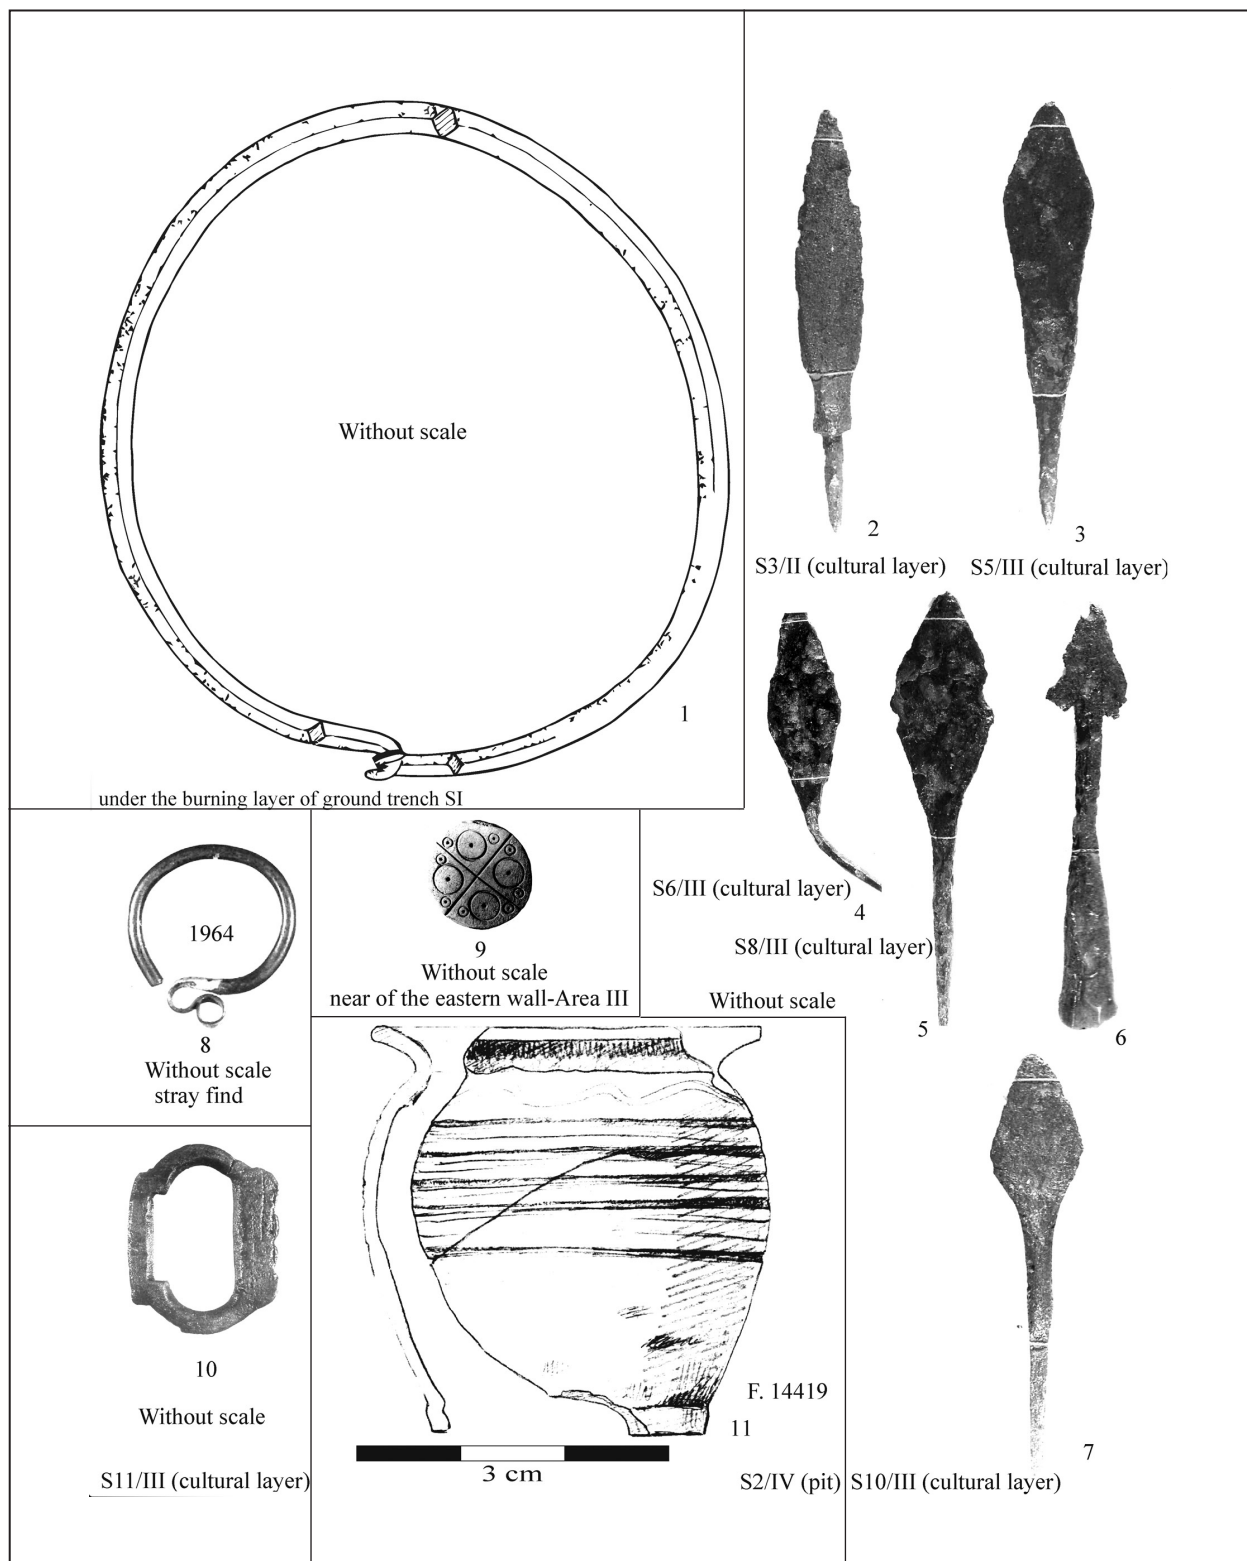 Without scale
1
under the burning layer of ground trench SI
2
S3/II (cultural layer)
3
S5/III (cultural layer)
S6/III (cultural layer)
4
S8/III (cultural layer)
5
6
Without scale
7
S10/III (cultural layer)
1964
8
Without scale
stray find
9
Without scale
near of the eastern wall-Area III
10
Without scale
S11/III (cultural layer)
F. 14419
11
3 cm
S2/IV (pit)